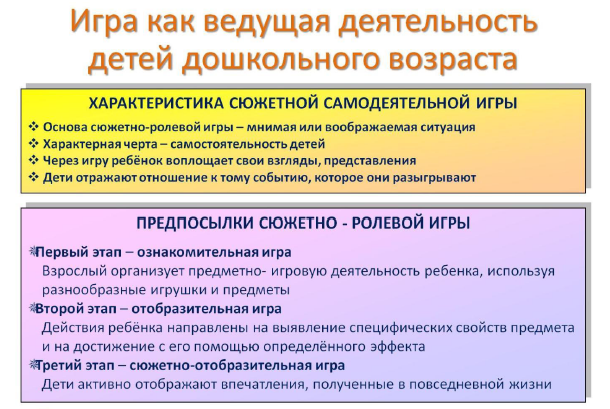 Игра как ведущая деятельность
детей дошкольного возраста
ХАРАКТЕРИСТИКА СЮЖЕТНОЙ САМОДЕЯТЕЛЬНОЙ ИГРЫ
❖ Основа сюжетно-ролевой игры – мнимая или воображаемая ситуация
❖ Характерная черта – самостоятельность детей
❖ Через игру ребёнок воплощает свои взгляды, представления
❖ Дети отражают отношение к тому событию, которое они разыгрывают
ПРЕДПОСЫЛКИ СЮЖЕТНО - РОЛЕВОЙ ИГРЫ
Первый этап – ознакомительная игра
Взрослый организует предметно- игровую деятельность ребенка, используя
разнообразные игрушки и предметы
Второй этап – отобразительная игра
Действия ребёнка направлены на выявление специфических свойств предмета
и на достижение с его помощью определённого эффекта
Третий этап – сюжетно-отобразительная игра
Дети активно отображают впечатления, полученные в повседневной жизни